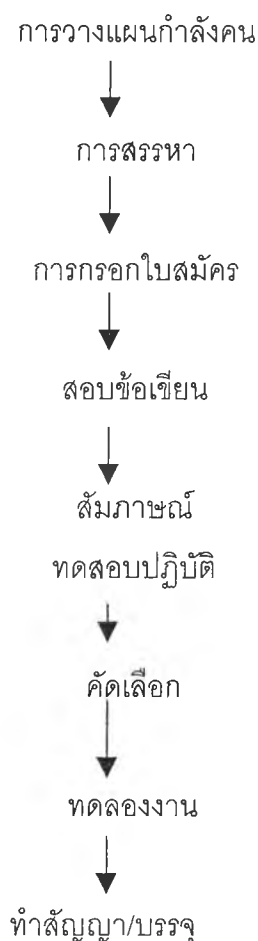 การวางแผนกำลังคน
การสรรหา
การกรอกใบสมัคร
สอบข้อเขียน
สัมภาษณ์
ทดสอบปฏิบัติ
คัดเลือก
ทดลองงาน
ทำสัญญา/บรรจุ